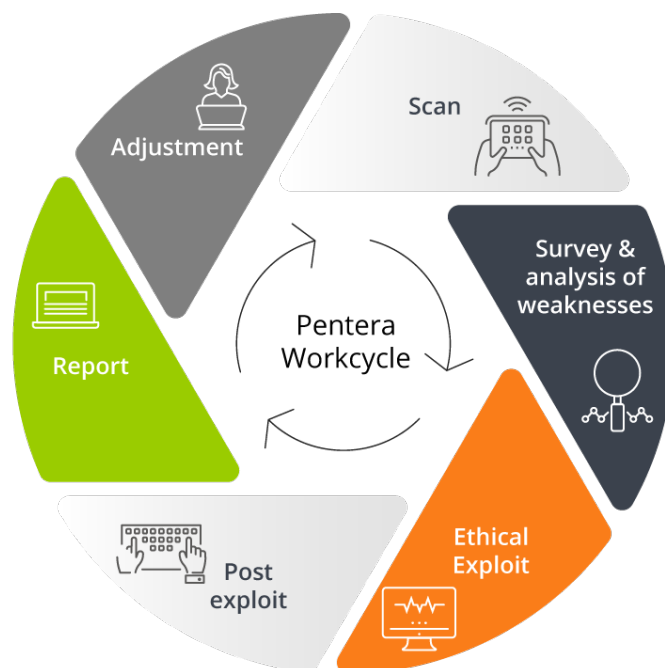 Adjustment
Scan
Survey &
analysis of
weaknesses
Pentera
Workcycle
Report
Ethical
Exploit
Post
exploit